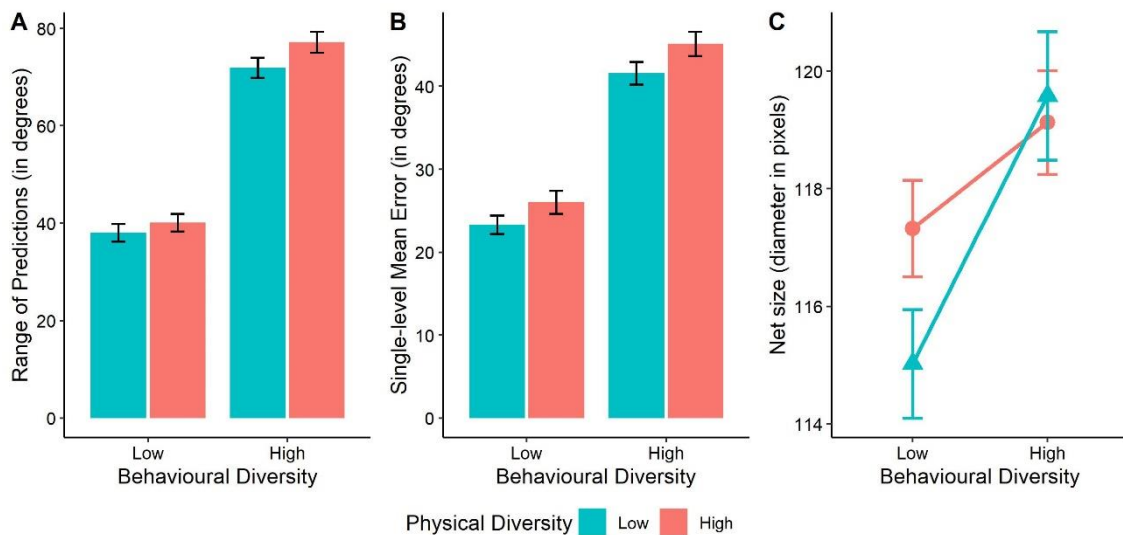 A
Range of Predictions (in degrees)
80
60
40
20
0
Low
High
Behavioural Diversity
B
Single-level Mean Error (in degrees)
40
30
20
10
0
Low
High
Behavioural Diversity
C
Net size (diameter in pixels)
120
118
116
114
Low
High
Behavioural Diversity
Physical Diversity Low High